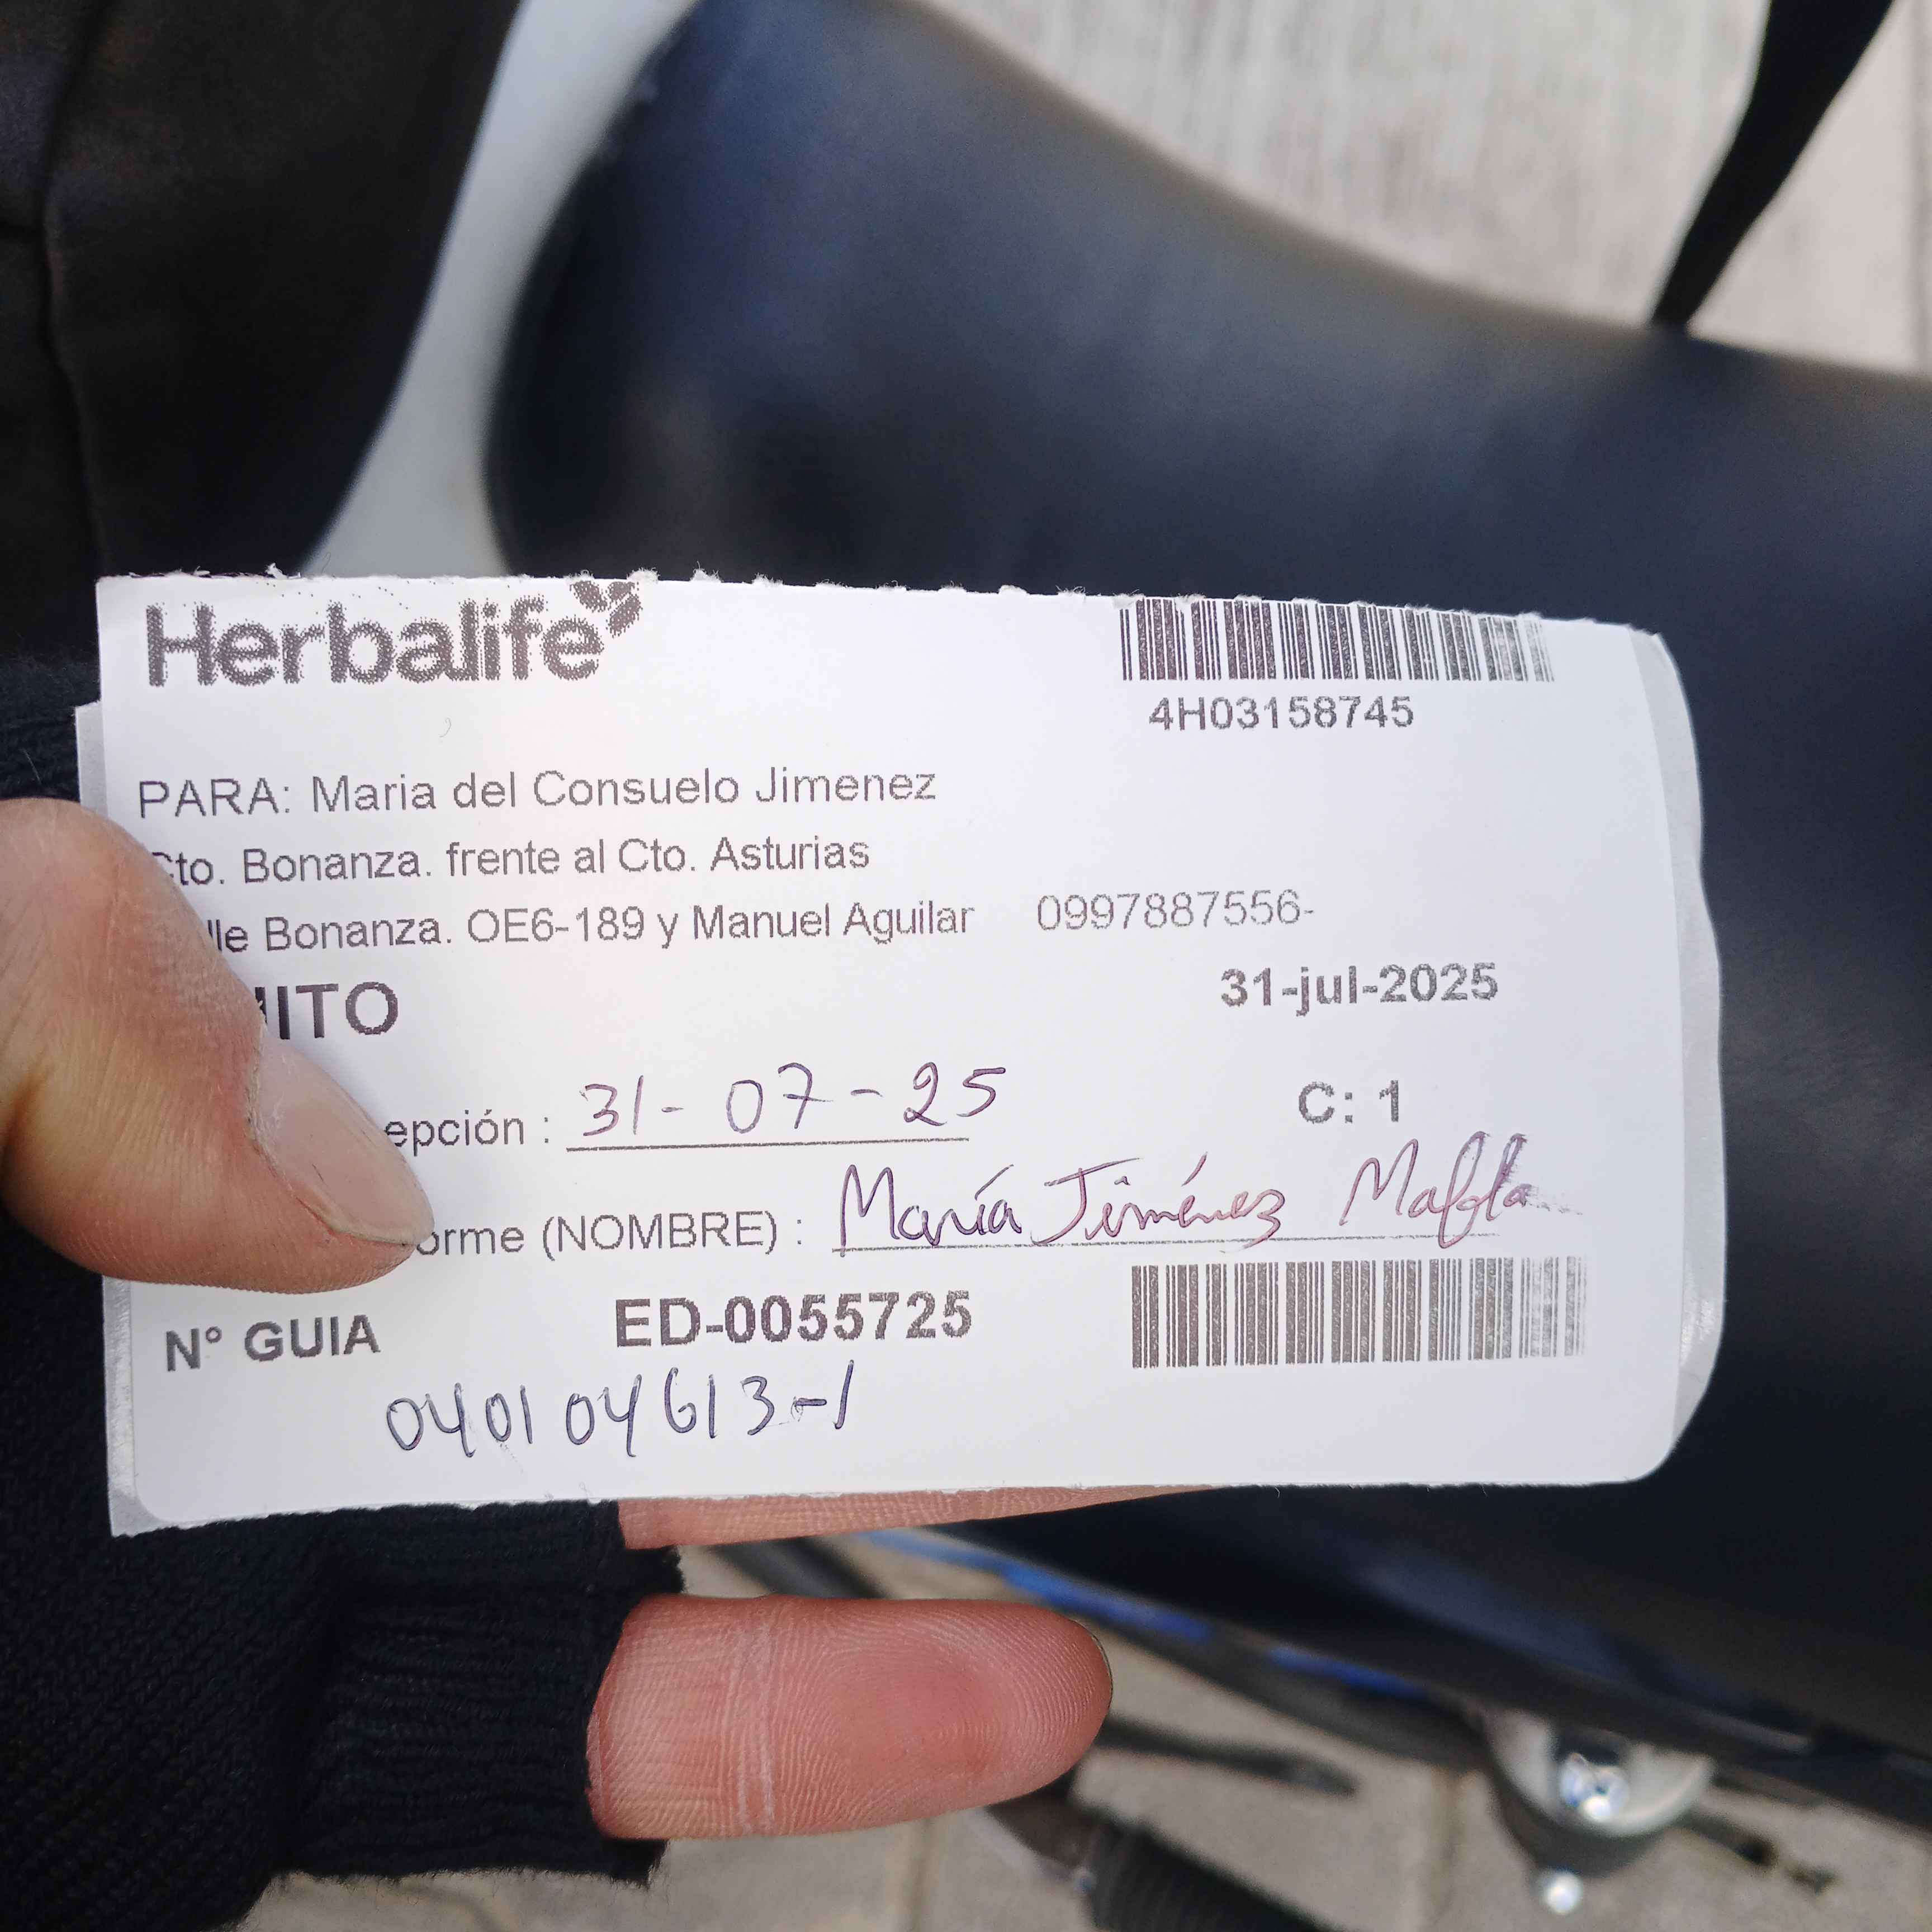 Herbalife
4H03158745
PARA: Maria del Consuelo Jimenez
cto. Bonanza. frente al Cto. Asturias
lle Bonanza. OE6-189 y Manuel Aguilar 0997887556-
ITO 31-jul-2025
epción : 31-07-25 C: 1
orme (NOMBRE) : María Jiménez Mafla
N° GUIA ED-0055725
040104613-1